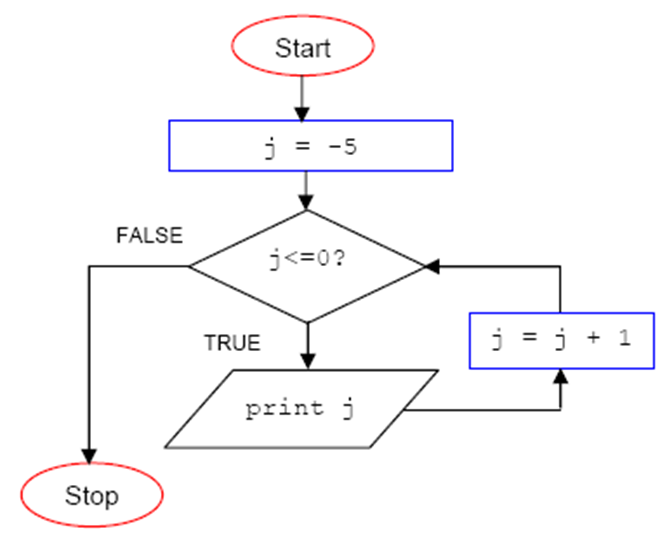 Start
j = -5
FALSE
j<=0?
TRUE
j = j + 1
print j
Stop